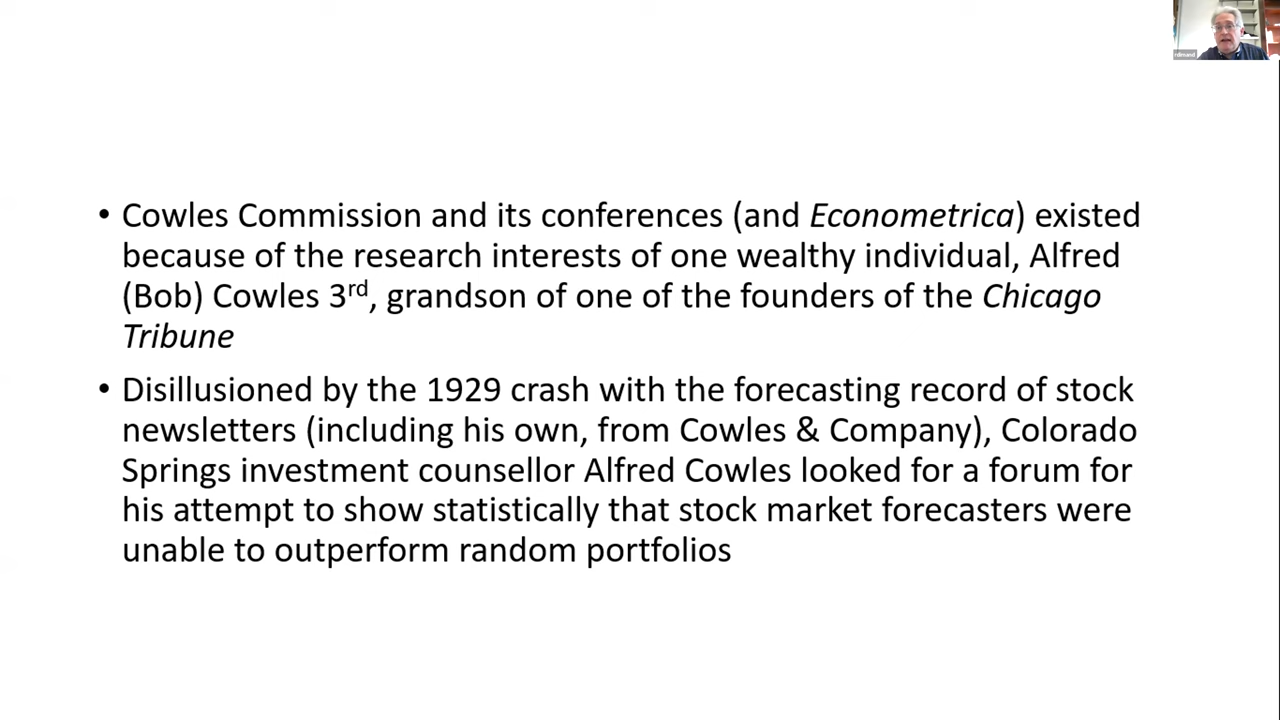 • Cowles Commission and its conferences (and Econometrica) existed
because of the research interests of one wealthy individual, Alfred
(Bob) Cowles 3rd, grandson of one of the founders of the Chicago
Tribune
• Disillusioned by the 1929 crash with the forecasting record of stock
newsletters (including his own, from Cowles & Company), Colorado
Springs investment counsellor Alfred Cowles looked for a forum for
his attempt to show statistically that stock market forecasters were
unable to outperform random portfolios